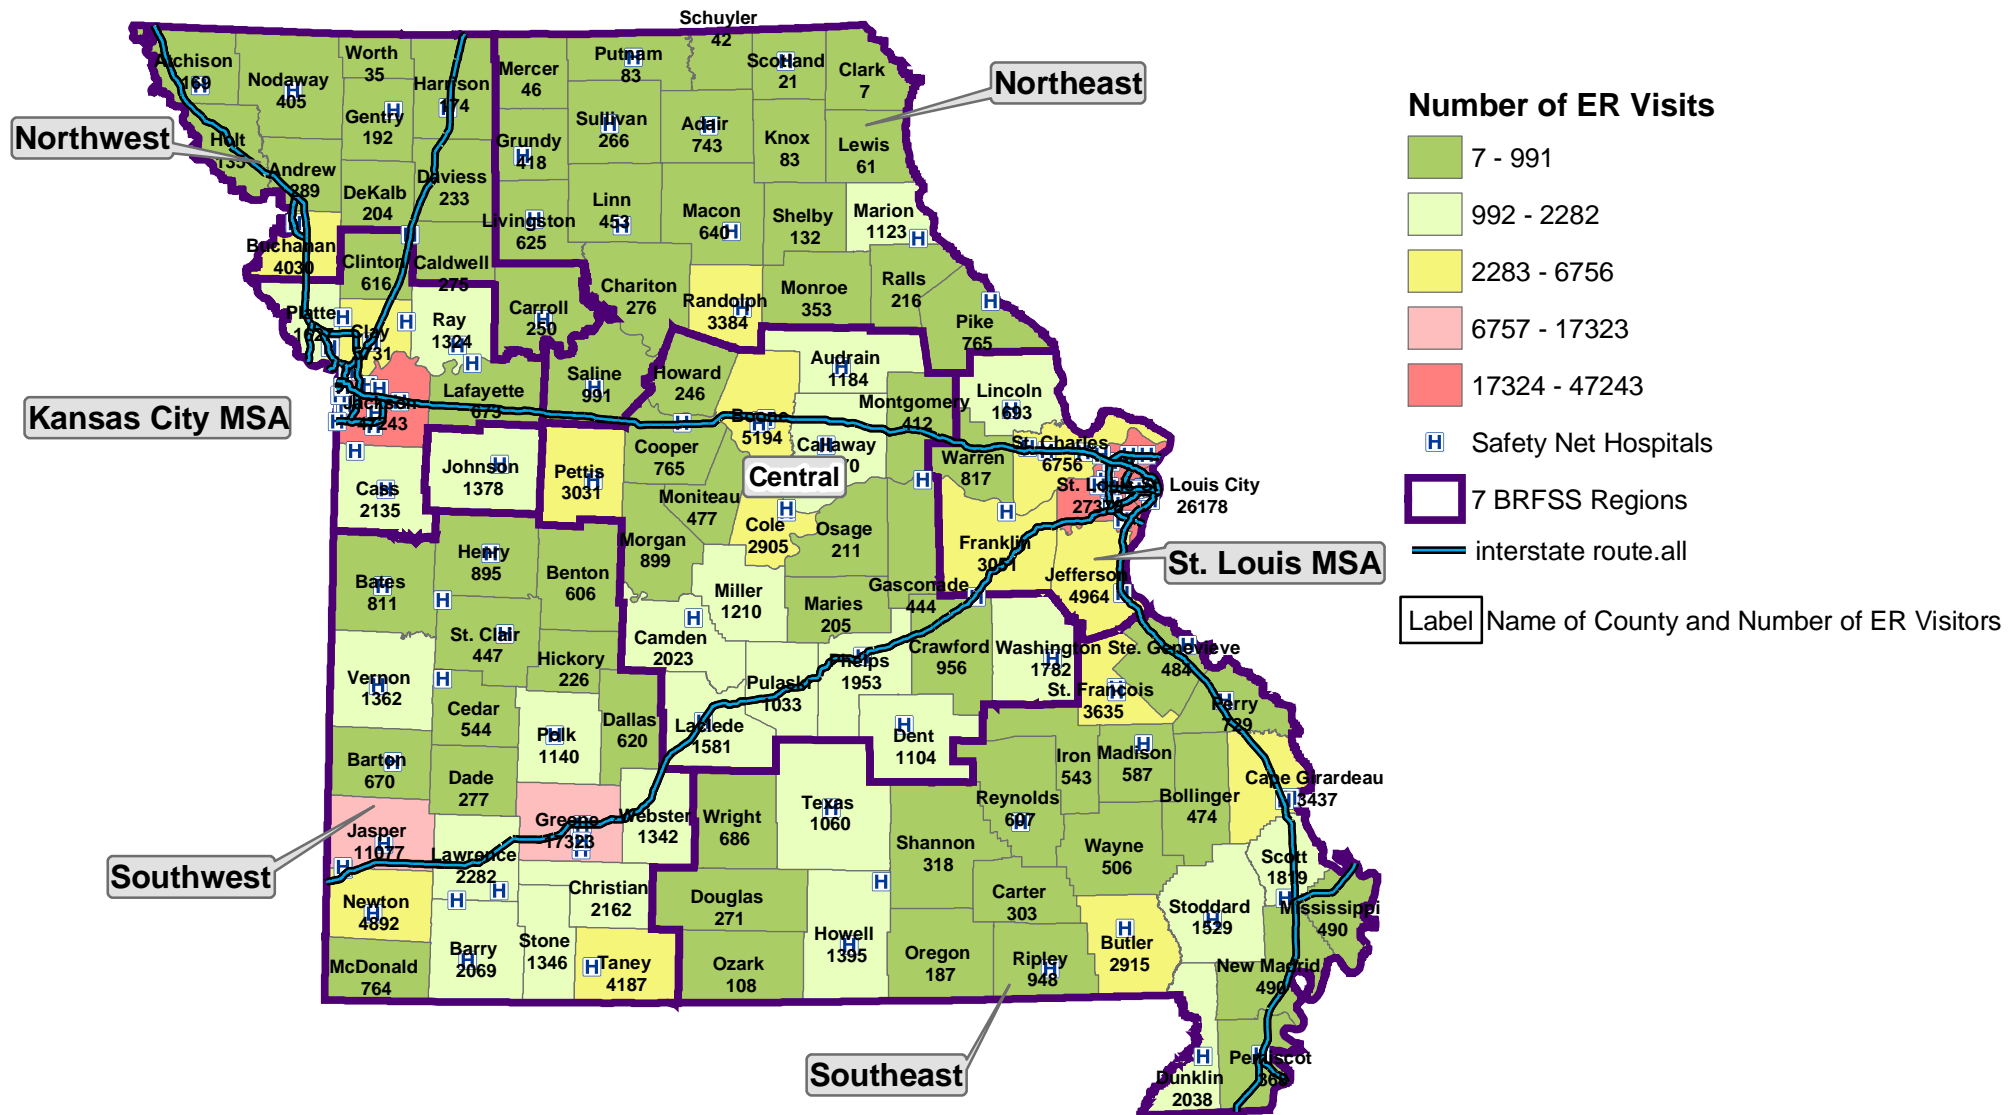 Schuyler
42
Atchison
169
Nodaway
405
Worth
35
Harrison
174
Mercer
46
Putnam
83
Scotland
21
Clark
7
Northeast
Northwest
Gentry
192
Grundy
418
Sullivan
266
Adair
743
Knox
83
Lewis
61
Holt
135
Andrew
289
DeKalb
204
Daviess
233
Livingston
625
Linn
453
Macon
640
Shelby
132
Marion
1123
Buchanan
4030
Clinton
616
Caldwell
275
Carroll
250
Chariton
276
Randolph
3384
Monroe
353
Ralls
216
Pike
765
Platte
Clay
Ray
1324
Audrain
1184
Lincoln
1693
Kansas City MSA
Jackson
47243
Lafayette
673
Saline
991
Howard
246
Boone
5194
Callaway
Montgomery
412
Warren
817
St. Charles
6756
Cass
2135
Johnson
1378
Pettis
3031
Cooper
765
Moniteau
477
Central
Cole
2905
Osage
211
St. Louis
Louis City
26178
Franklin
3051
Jefferson
4964
St. Louis MSA
Bates
811
Henry
895
Benton
606
Morgan
899
Miller
1210
Maries
205
Gasconade
444
St. Clair
447
Hickory
226
Camden
2023
Pulaski
1033
Phelps
1953
Crawford
956
Washington
1782
Ste. Genevieve
484
St. Francois
3635
Perry
729
Vernon
1362
Cedar
544
Polk
1140
Dallas
620
Laclede
1581
Dent
1104
Iron
543
Madison
587
Bollinger
474
Cape Girardeau
3437
Barton
670
Dade
277
Greene
17323
Webster
1342
Wright
686
Texas
1060
Reynolds
607
Shannon
318
Wayne
506
Scott
1819
Jasper
11077
Lawrence
2282
Southwest
Christian
2162
Douglas
271
Carter
303
Stoddard
1529
Mississippi
490
Newton
4892
Barry
2069
Stone
1346
Taney
4187
Ozark
108
Howell
1395
Oregon
187
Ripley
948
Butler
2915
New Madrid
490
McDonald
764
Southeast
Dunklin
2038
Pemiscot
368
Number of ER Visits
7 - 991
992 - 2282
2283 - 6756
6757 - 17323
17324 - 47243
H Safety Net Hospitals
7 BRFSS Regions
interstate route.all
Label Name of County and Number of ER Visitors